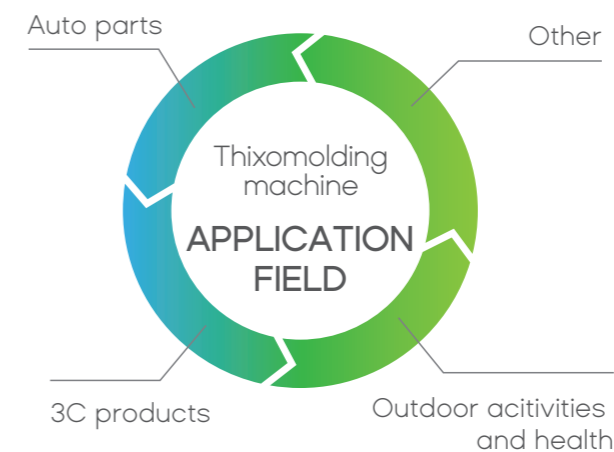 Auto parts
Other
Thixomolding
machine
APPLICATION
FIELD
3C products
Outdoor acitivities
and health